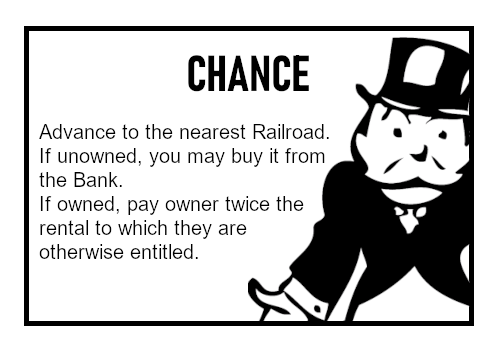 CHANCE
Advance to the nearest Railroad.
If unowned, you may buy it from
the Bank.
If owned, pay owner twice the
rental to which they are
otherwise entitled.